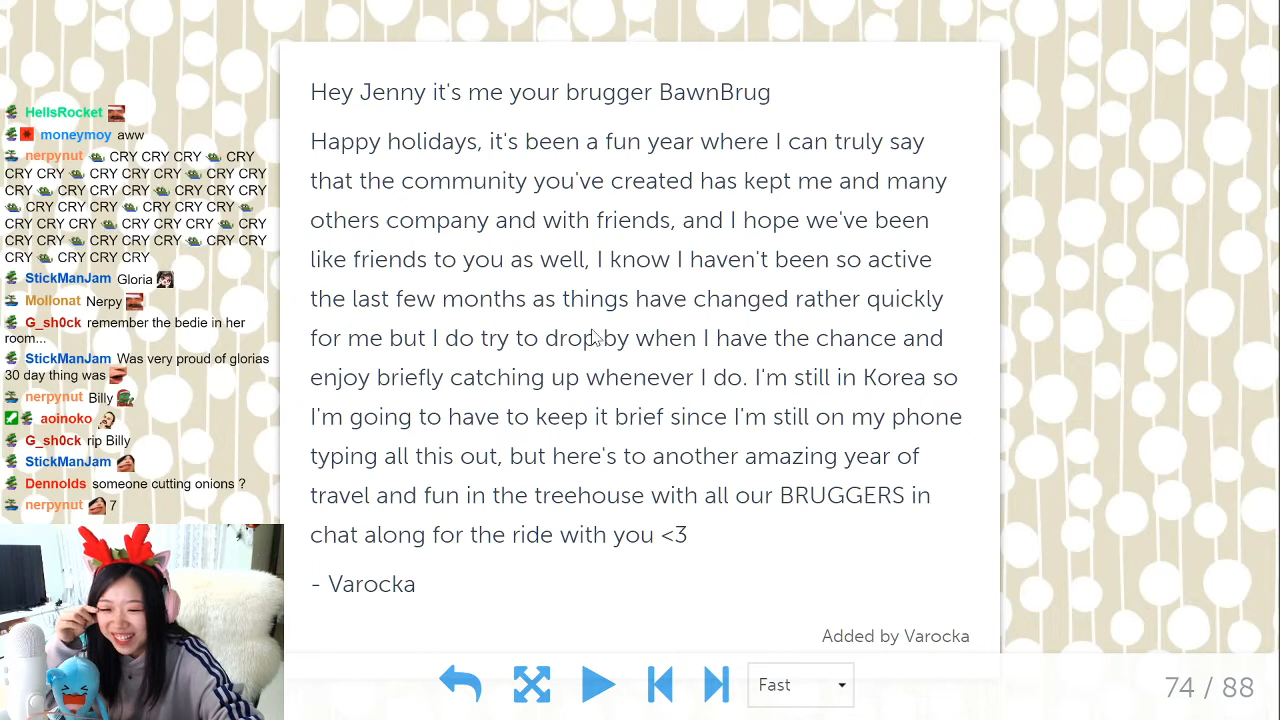 HellsRocket
moneymoy aww
nerpynut CRY CRY CRY CRY
CRY CRY CRY CRY CRY CRY CRY
CRY CRY CRY CRY CRY CRY CRY
CRY CRY CRY CRY CRY CRY
CRY CRY CRY CRY CRY CRY CRY
CRY CRY CRY CRY CRY CRY CRY
CRY CRY CRY CRY
StickManJam Gloria
Mollonat Nerpy
G_sh0ck remember the bedie in her
room...
StickManJam Was very proud of glorias
30 day thing was
nerpynut Billy
aoinoko
G_sh0ck rip Billy
StickManJam
Dennolds someone cutting onions ?
nerpynut 7
Hey Jenny it's me your brugger BawnBrug
Happy holidays, it's been a fun year where I can truly say
that the community you've created has kept me and many
others company and with friends, and I hope we've been
like friends to you as well, I know I haven't been so active
the last few months as things have changed rather quickly
for me but I do try to drop by when I have the chance and
enjoy briefly catching up whenever I do. I'm still in Korea so
I'm going to have to keep it brief since I'm still on my phone
typing all this out, but here's to another amazing year of
travel and fun in the treehouse with all our BRUGGERS in
chat along for the ride with you <3
- Varocka
Added by Varocka
Fast
74 / 88